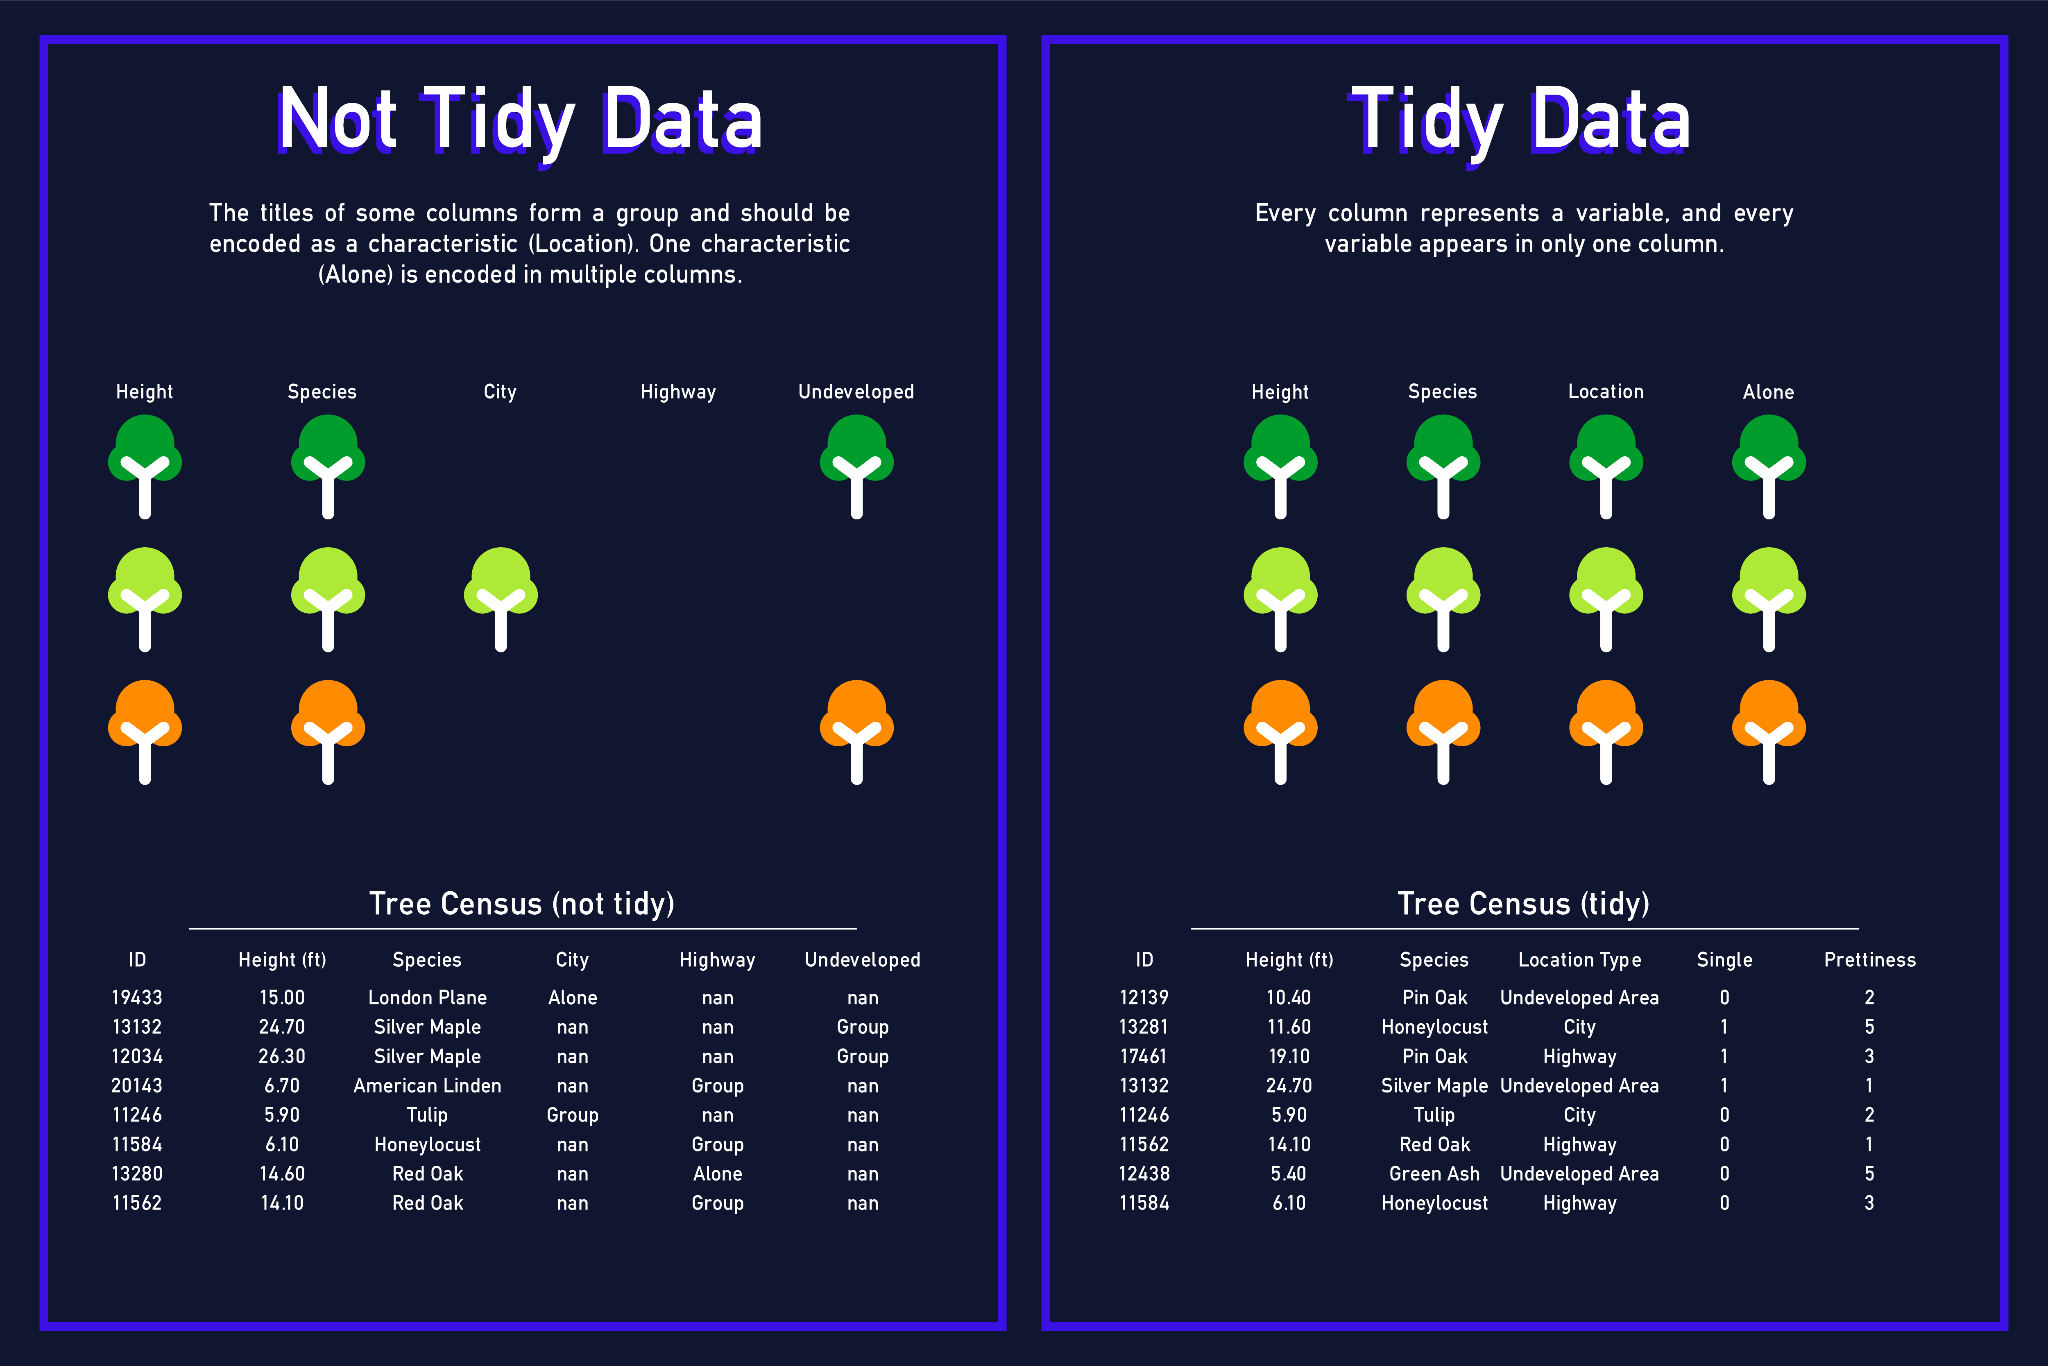 Not Tidy Data
The titles of some columns form a group and should be
encoded as a characteristic (Location). One characteristic
(Alone) is encoded in multiple columns.
Height Species City Highway Undeveloped
Tree Census (not tidy)
ID Height (ft) Species City Highway Undeveloped
19433 15.00 London Plane Alone nan nan
13132 24.70 Silver Maple nan nan Group
12034 26.30 Silver Maple nan nan Group
20143 6.70 American Linden nan Group nan
11246 5.90 Tulip Group nan nan
11584 6.10 Honeylocust nan Group nan
13280 14.60 Red Oak nan Alone nan
11562 14.10 Red Oak nan Group nan
Tidy Data
Every column represents a variable, and every
variable appears in only one column.
Height Species Location Alone
Tree Census (tidy)
ID Height (ft) Species Location Type Single Prettiness
12139 10.40 Pin Oak Undeveloped Area 0 2
13281 11.60 Honeylocust City 1 5
17461 19.10 Pin Oak Highway 1 3
13132 24.70 Silver Maple Undeveloped Area 1 1
11246 5.90 Tulip City 0 2
11562 14.10 Red Oak Highway 0 1
12438 5.40 Green Ash Undeveloped Area 0 5
11584 6.10 Honeylocust Highway 0 3